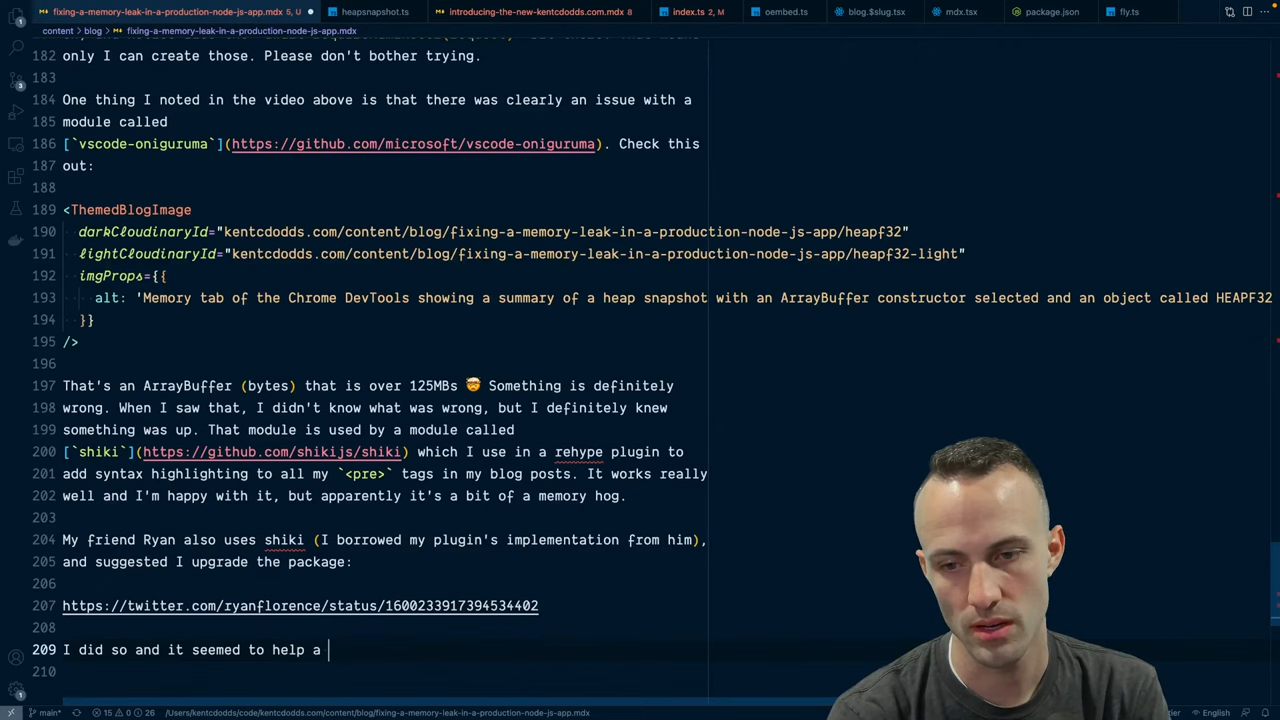 fixing-a-memory-leak-in-a-production-node-js-app.mdx 5, U
heapsnapshot.ts
introducing-the-new-kentcdodds.com.mdx 8
index.ts 2, M
oembed.ts
blog.$slug.tsx
mdx.tsx
package.json
fly.ts
content > blog > fixing-a-memory-leak-in-a-production-node-js-app.mdx
182 only I can create those. Please don't bother trying.
183
184 One thing I noted in the video above is that there was clearly an issue with a
185 module called
186 [`vscode-oniguruma`](https://github.com/microsoft/vscode-oniguruma). Check this
187 out:
188
189 <ThemedBlogImage
190 darkCloudinaryId="kentcdodds.com/content/blog/fixing-a-memory-leak-in-a-production-node-js-app/heapf32"
191 lightCloudinaryId="kentcdodds.com/content/blog/fixing-a-memory-leak-in-a-production-node-js-app/heapf32-light"
192 imgProps={{
193 alt: 'Memory tab of the Chrome DevTools showing a summary of a heap snapshot with an ArrayBuffer constructor selected and an object called HEAPF32
194 }}
195 />
196
197 That's an ArrayBuffer (bytes) that is over 125MBs 🤯 Something is definitely
198 wrong. When I saw that, I didn't know what was wrong, but I definitely knew
199 something was up. That module is used by a module called
200 [`shiki`](https://github.com/shikijs/shiki) which I use in a rehype plugin to
201 add syntax highlighting to all my `<pre>` tags in my blog posts. It works really
202 well and I'm happy with it, but apparently it's a bit of a memory hog.
203
204 My friend Ryan also uses shiki (I borrowed my plugin's implementation from him),
205 and suggested I upgrade the package:
206
207 https://twitter.com/ryanflorence/status/1600233917394534402
208
209 I did so and it seemed to help a
210
3
1
main* 15 0 26 /Users/kentcdodds/code/kentcdodds.com/content/blog/fixing-a-memory-leak-in-a-production-node-js-app.mdx
English